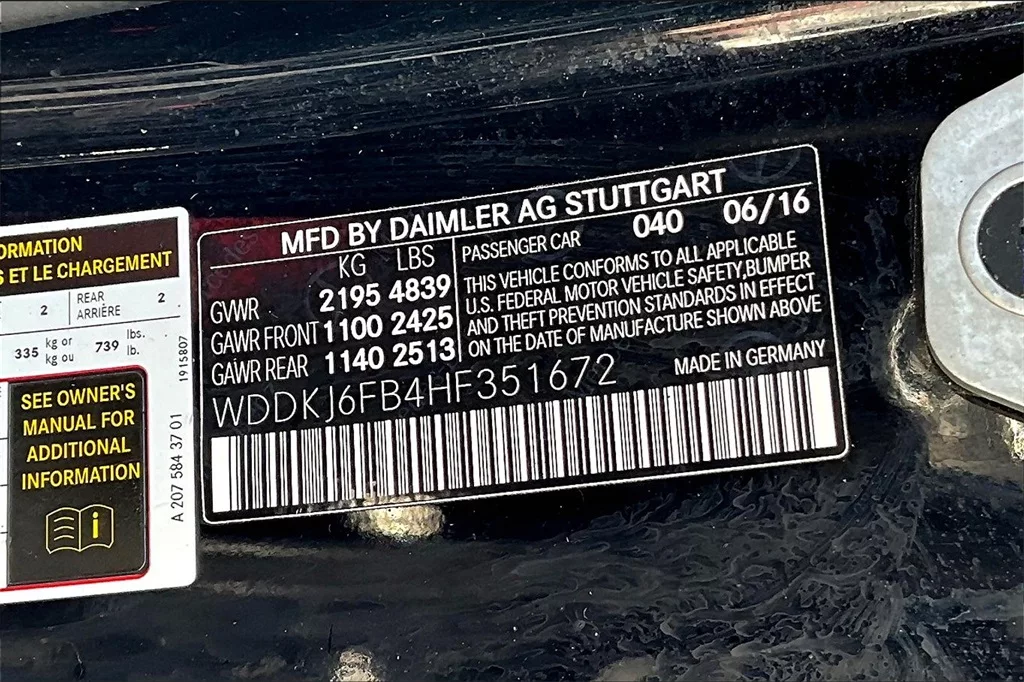 ORMATION
S ET LE CHARGEMENT
2 REAR 2
ARRIÈRE
335 kg or 739 lbs.
kg ou lb.
SEE OWNER'S
MANUAL FOR
ADDITIONAL
INFORMATION
i
A 207 584 37 01
1915807
MFD BY DAIMLER AG STUTTGART
KG LBS
GVWR 2195 4839
GAWR FRONT 1100 2425
GAWR REAR 1140 2513
PASSENGER CAR 040 06/16
THIS VEHICLE CONFORMS TO ALL APPLICABLE
U.S. FEDERAL MOTOR VEHICLE SAFETY,BUMPER
AND THEFT PREVENTION STANDARDS IN EFFECT
ON THE DATE OF MANUFACTURE SHOWN ABOVE
WDDKJ6FB4HF351672
MADE IN GERMANY